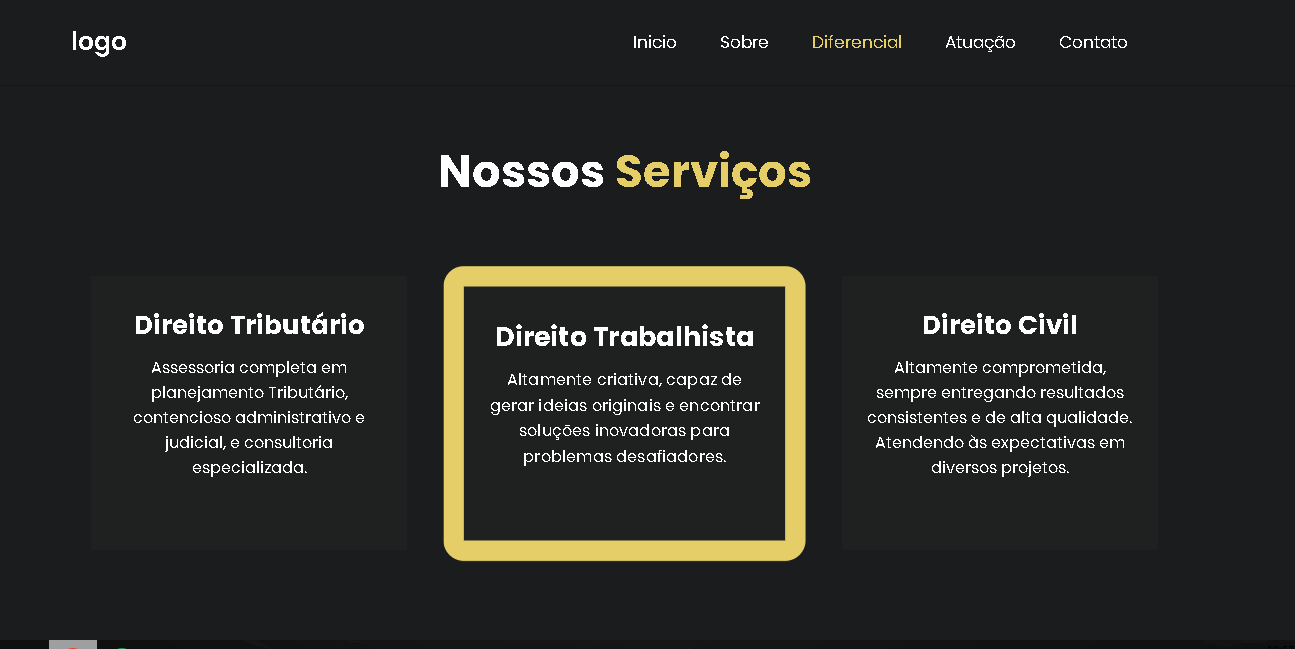 logo
Inicio Sobre Diferencial Atuação Contato
Nossos Serviços
Direito Tributário
Assessoria completa em
planejamento Tributário,
contencioso administrativo e
judicial, e consultoria
especializada.
Direito Trabalhista
Altamente criativa, capaz de
gerar ideias originais e encontrar
soluções inovadoras para
problemas desafiadores.
Direito Civil
Altamente comprometida,
sempre entregando resultados
consistentes e de alta qualidade.
Atendendo às expectativas em
diversos projetos.